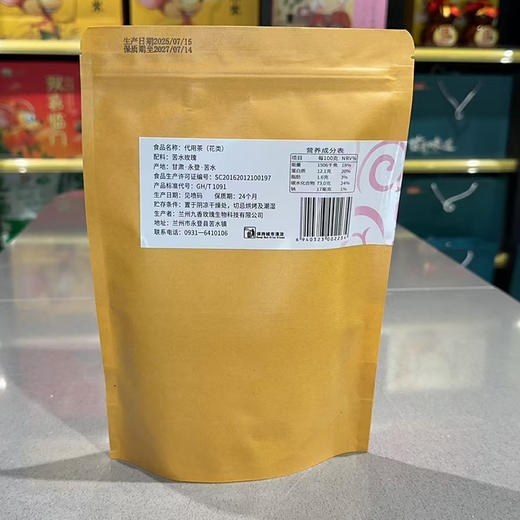 生产日期2025/07/15
保质期至2027/07/14
食品名称：代用茶（花类）
配料：苦水玫瑰
产地：甘肃·永登·苦水
食品生产许可证编号：SC20162012100197
产品标准代号：GH/T 1091
生产日期：见喷码 保质期：24个月
贮存条件：置于阴凉干燥处，切忌烘烤及潮湿
生产商：兰州九香玫瑰生物科技有限公司
地址：兰州市永登县苦水镇
联系电话：0931—6410106
营养成分表
项目 每100克 NRV%
能量 1506千焦 18%
蛋白质 12.1克 20%
脂肪 1.6克 3%
碳水化合物 73.0克 24%
钠 17毫克 1%
保持城市清洁